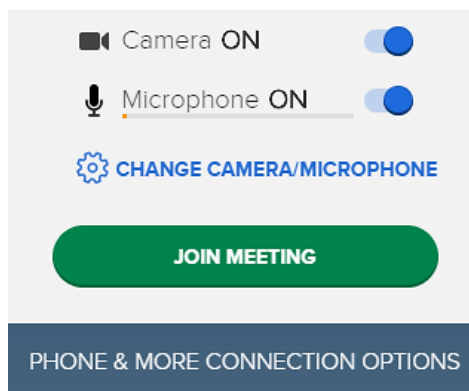 Camera ON
Microphone ON
CHANGE CAMERA/MICROPHONE
JOIN MEETING
PHONE & MORE CONNECTION OPTIONS